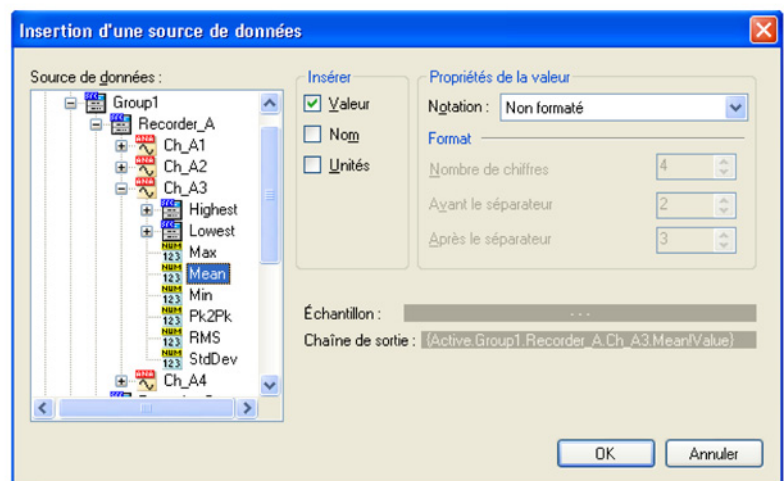 Insertion d'une source de données
Source de données :
Group1
Recorder_A
Ch_A1
Ch_A2
Ch_A3
Highest
Lowest
Max
Mean
Min
Pk2Pk
RMS
StdDev
Ch_A4
Insérer
Valeur
Nom
Unités
Propriétés de la valeur
Notation : Non formaté
Format
Nombre de chiffres 4
Avant le séparateur 2
Après le séparateur 3
Échantillon : ...
Chaîne de sortie : {Active.Group1.Recorder_A.Ch_A3.Mean/Value}
OK Annuler